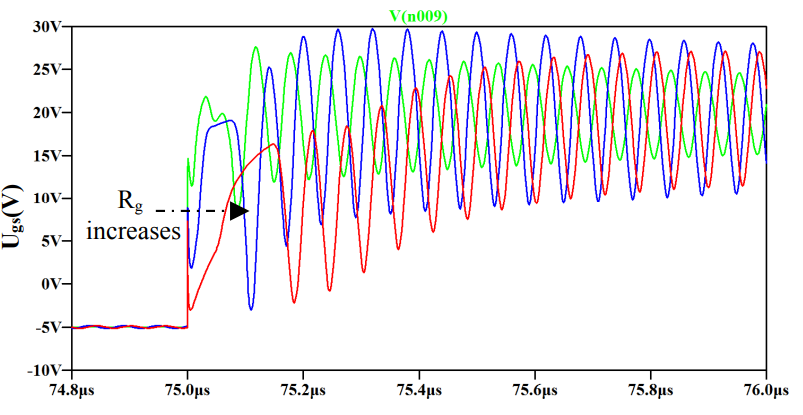 V(n009)
30V
25V
20V
15V
10V
5V
0V
-5V
-10V
Ugs(V)
Rg
increases
74.8µs
75.0µs
75.2µs
75.4µs
75.6µs
75.8µs
76.0µs